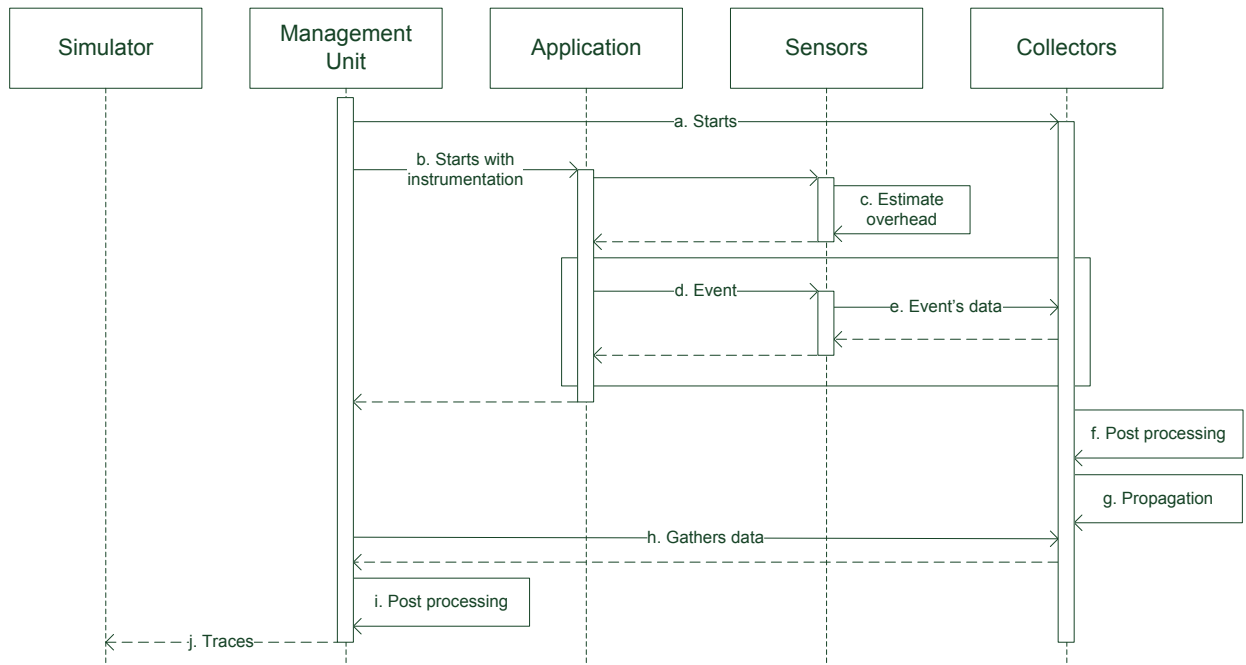 Simulator
Management
Unit
Application
Sensors
Collectors
a. Starts
b. Starts with
instrumentation
c. Estimate
overhead
d. Event
e. Event’s data
f. Post processing
g. Propagation
h. Gathers data
i. Post processing
j. Traces